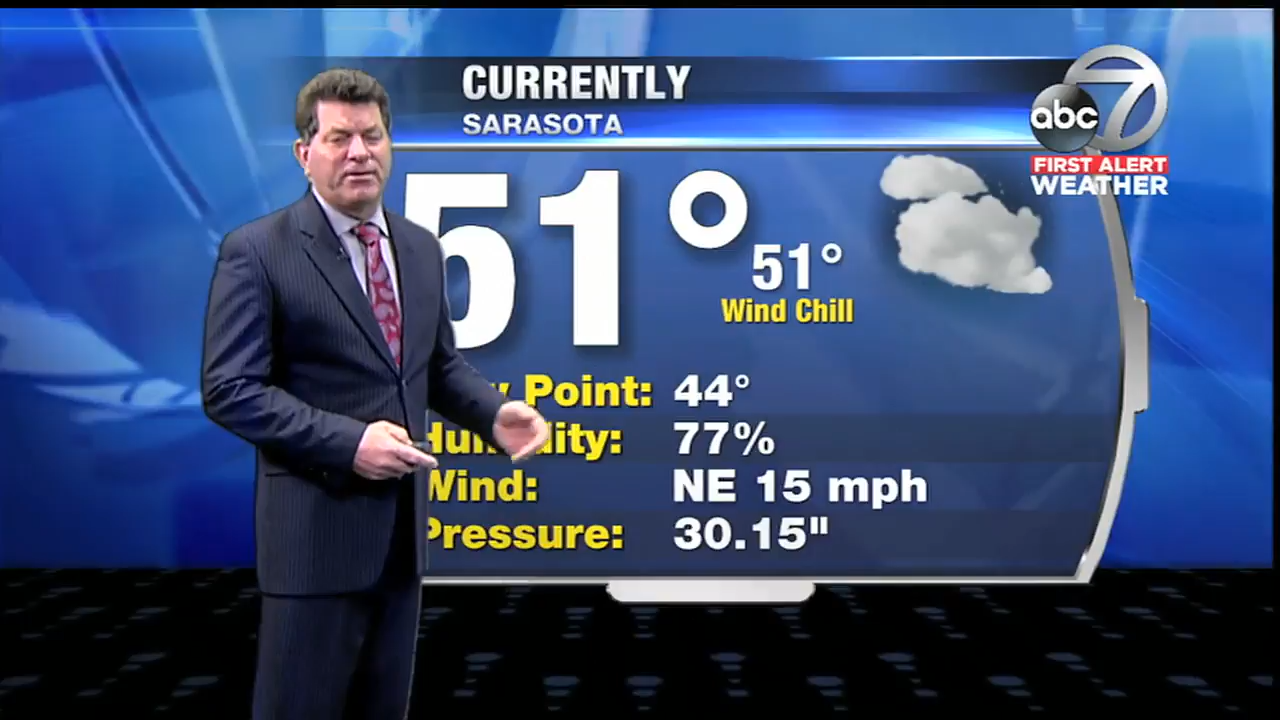 CURRENTLY
SARASOTA
abc 7
FIRST ALERT
WEATHER
51°
51°
Wind Chill
Point: 44°
77%
Wind: NE 15 mph
Pressure: 30.15"